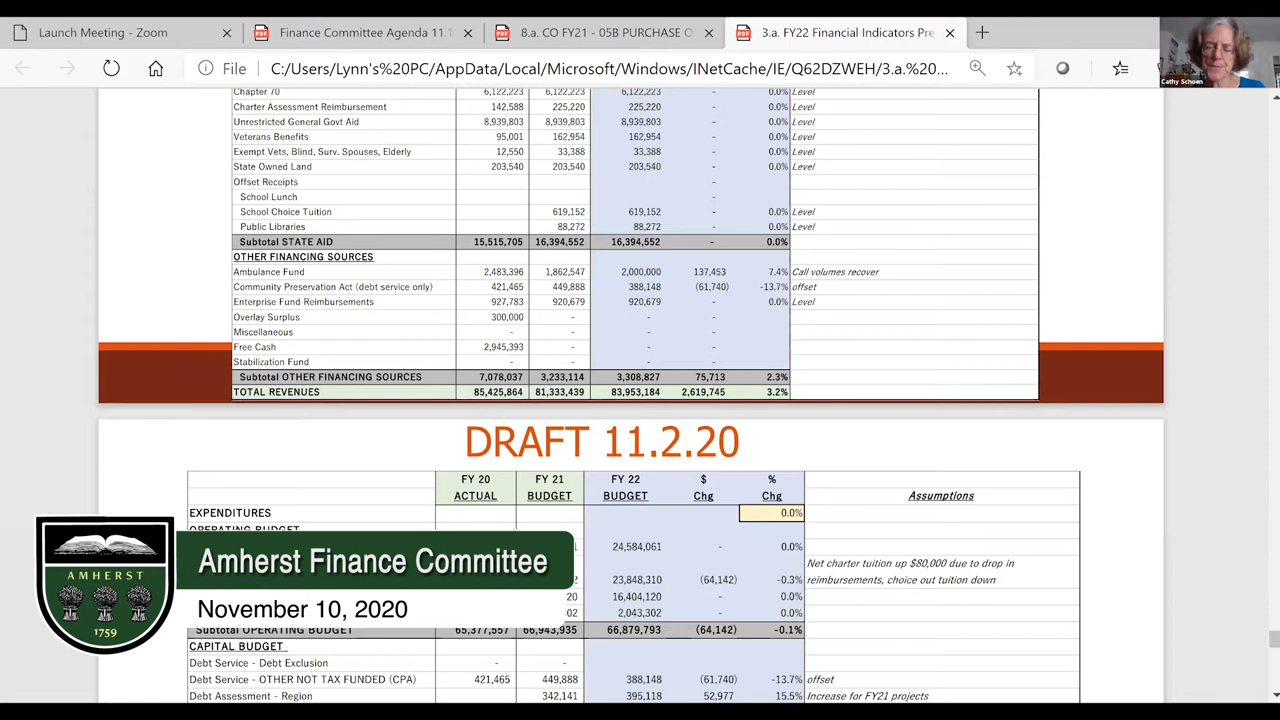 Launch Meeting - Zoom
Finance Committee Agenda 11.1
8.a. CO FY21 - 05B PURCHASE O
3.a. FY22 Financial Indicators Pre
File
C:/Users/Lynn's%20PC/AppData/Local/Microsoft/Windows/INetCache/IE/Q62DZWEH/3.a.%20...
Cathy Schoen
Chapter 70 6,122,223 6,122,223 6,122,223 - 0.0% Level
Charter Assessment Reimbursement 142,588 225,220 225,220 - 0.0% Level
Unrestricted General Govt Aid 8,939,803 8,939,803 8,939,803 - 0.0% Level
Veterans Benefits 95,001 162,954 162,954 - 0.0% Level
Exempt Vets, Blind, Surv. Spouses, Elderly 12,550 33,388 33,388 - 0.0% Level
State Owned Land 203,540 203,540 203,540 - 0.0% Level
Offset Receipts -
School Lunch -
School Choice Tuition 619,152 619,152 - 0.0% Level
Public Libraries 88,272 88,272 - 0.0% Level
Subtotal STATE AID 15,515,705 16,394,552 16,394,552 - 0.0%
OTHER FINANCING SOURCES
Ambulance Fund 2,483,396 1,862,547 2,000,000 137,453 7.4% Call volumes recover
Community Preservation Act (debt service only) 421,465 449,888 388,148 (61,740) -13.7% offset
Enterprise Fund Reimbursements 927,783 920,679 920,679 - 0.0% Level
Overlay Surplus 300,000 - - -
Miscellaneous - - - -
Free Cash 2,945,393 - - -
Stabilization Fund - - - -
Subtotal OTHER FINANCING SOURCES 7,078,037 3,233,114 3,308,827 75,713 2.3%
TOTAL REVENUES 85,425,864 81,333,439 83,953,184 2,619,745 3.2%
DRAFT 11.2.20
FY 20 FY 21 FY 22 $ %
ACTUAL BUDGET BUDGET Chg Chg Assumptions
EXPENDITURES 0.0%
OPERATING BUDGET
1 24,584,061 - 0.0%
Net charter tuition up $80,000 due to drop in
23,848,310 (64,142) -0.3% reimbursements, choice out tuition down
20 16,404,120 - 0.0%
02 2,043,302 - 0.0%
Subtotal OPERATING BUDGET 65,377,557 66,943,935 66,879,793 (64,142) -0.1%
CAPITAL BUDGET
Debt Service - Debt Exclusion - -
Debt Service - OTHER NOT TAX FUNDED (CPA) 421,465 449,888 388,148 (61,740) -13.7% offset
Debt Assessment - Region 342,141 395,118 52,977 15.5% Increase for FY21 projects
AMHERST
1759
Amherst Finance Committee
November 10, 2020